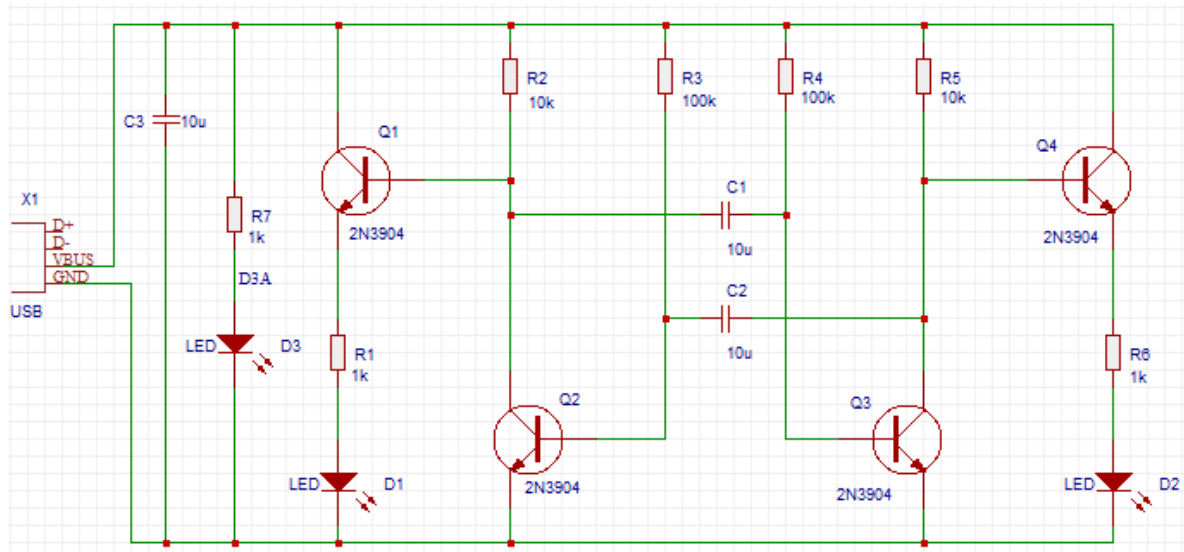 R2
10k
R3
100k
R4
100k
R5
10k
C3
10u
Q1
2N3904
Q4
2N3904
X1
D+
D-
VBUS
GND
USB
R7
1k
D3A
C1
10u
C2
10u
LED
D3
R1
1k
R6
1k
Q2
2N3904
Q3
2N3904
LED
D1
LED
D2